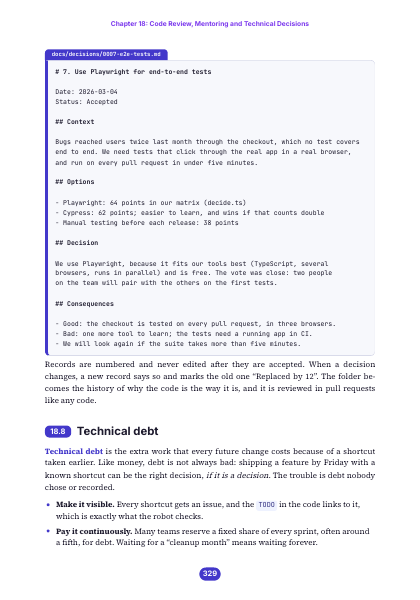 Chapter 18: Code Review, Mentoring and Technical Decisions
docs/decisions/0007-e2e-tests.md
# 7. Use Playwright for end-to-end tests
Date: 2026-03-04
Status: Accepted
## Context
Bugs reached users twice last month through the checkout, which no test covers
end to end. We need tests that click through the real app in a real browser,
and run on every pull request in under five minutes.
## Options
- Playwright: 64 points in our matrix (decide.ts)
- Cypress: 62 points; easier to learn, and wins if that counts double
- Manual testing before each release: 38 points
## Decision
We use Playwright, because it fits our tools best (TypeScript, several
browsers, runs in parallel) and is free. The vote was close: two people
on the team will pair with the others on the first tests.
## Consequences
- Good: the checkout is tested on every pull request, in three browsers.
- Bad: one more tool to learn; the tests need a running app in CI.
- We will look again if the suite takes more than five minutes.
Records are numbered and never edited after they are accepted. When a decision
changes, a new record says so and marks the old one “Replaced by 12”. The folder be-
comes the history of why the code is the way it is, and it is reviewed in pull requests
like any code.
18.8 Technical debt
Technical debt is the extra work that every future change costs because of a shortcut
taken earlier. Like money, debt is not always bad: shipping a feature by Friday with a
known shortcut can be the right decision, if it is a decision. The trouble is debt nobody
chose or recorded.
• Make it visible. Every shortcut gets an issue, and the TODO in the code links to it,
which is exactly what the robot checks.
• Pay it continuously. Many teams reserve a fixed share of every sprint, often around
a fifth, for debt. Waiting for a “cleanup month” means waiting forever.
329